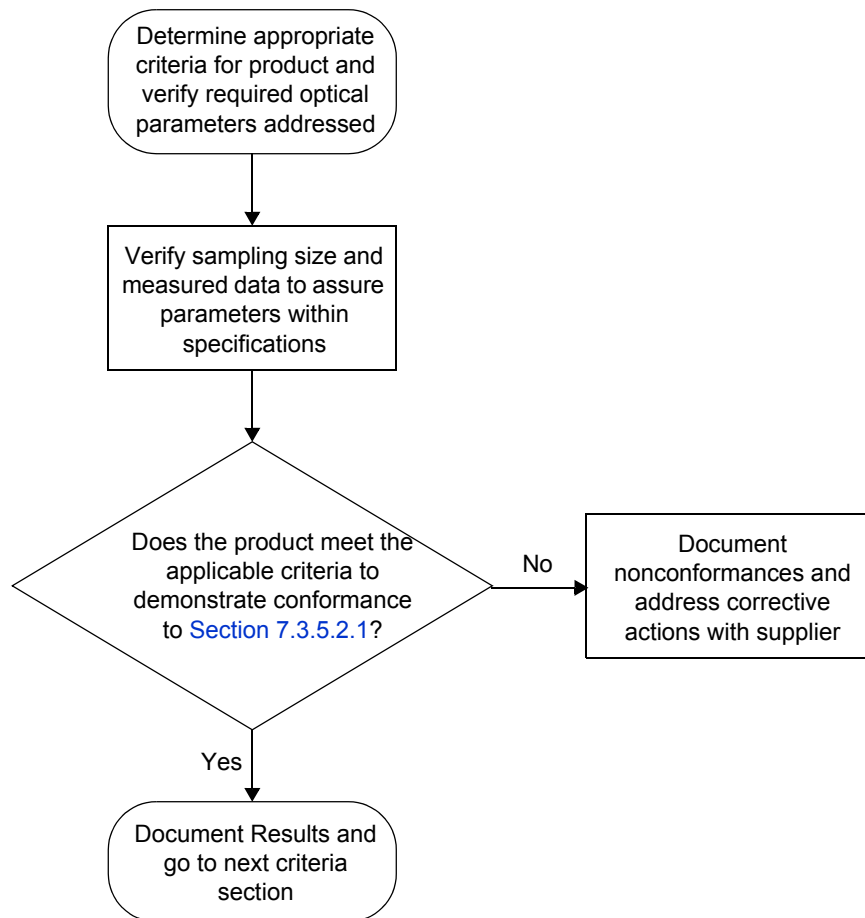 Determine appropriate
criteria for product and
verify required optical
parameters addressed
Verify sampling size and
measured data to assure
parameters within
specifications
Does the product meet the
applicable criteria to
demonstrate conformance
to Section 7.3.5.2.1?
No
Document
nonconformances and
address corrective
actions with supplier
Yes
Document Results and
go to next criteria
section